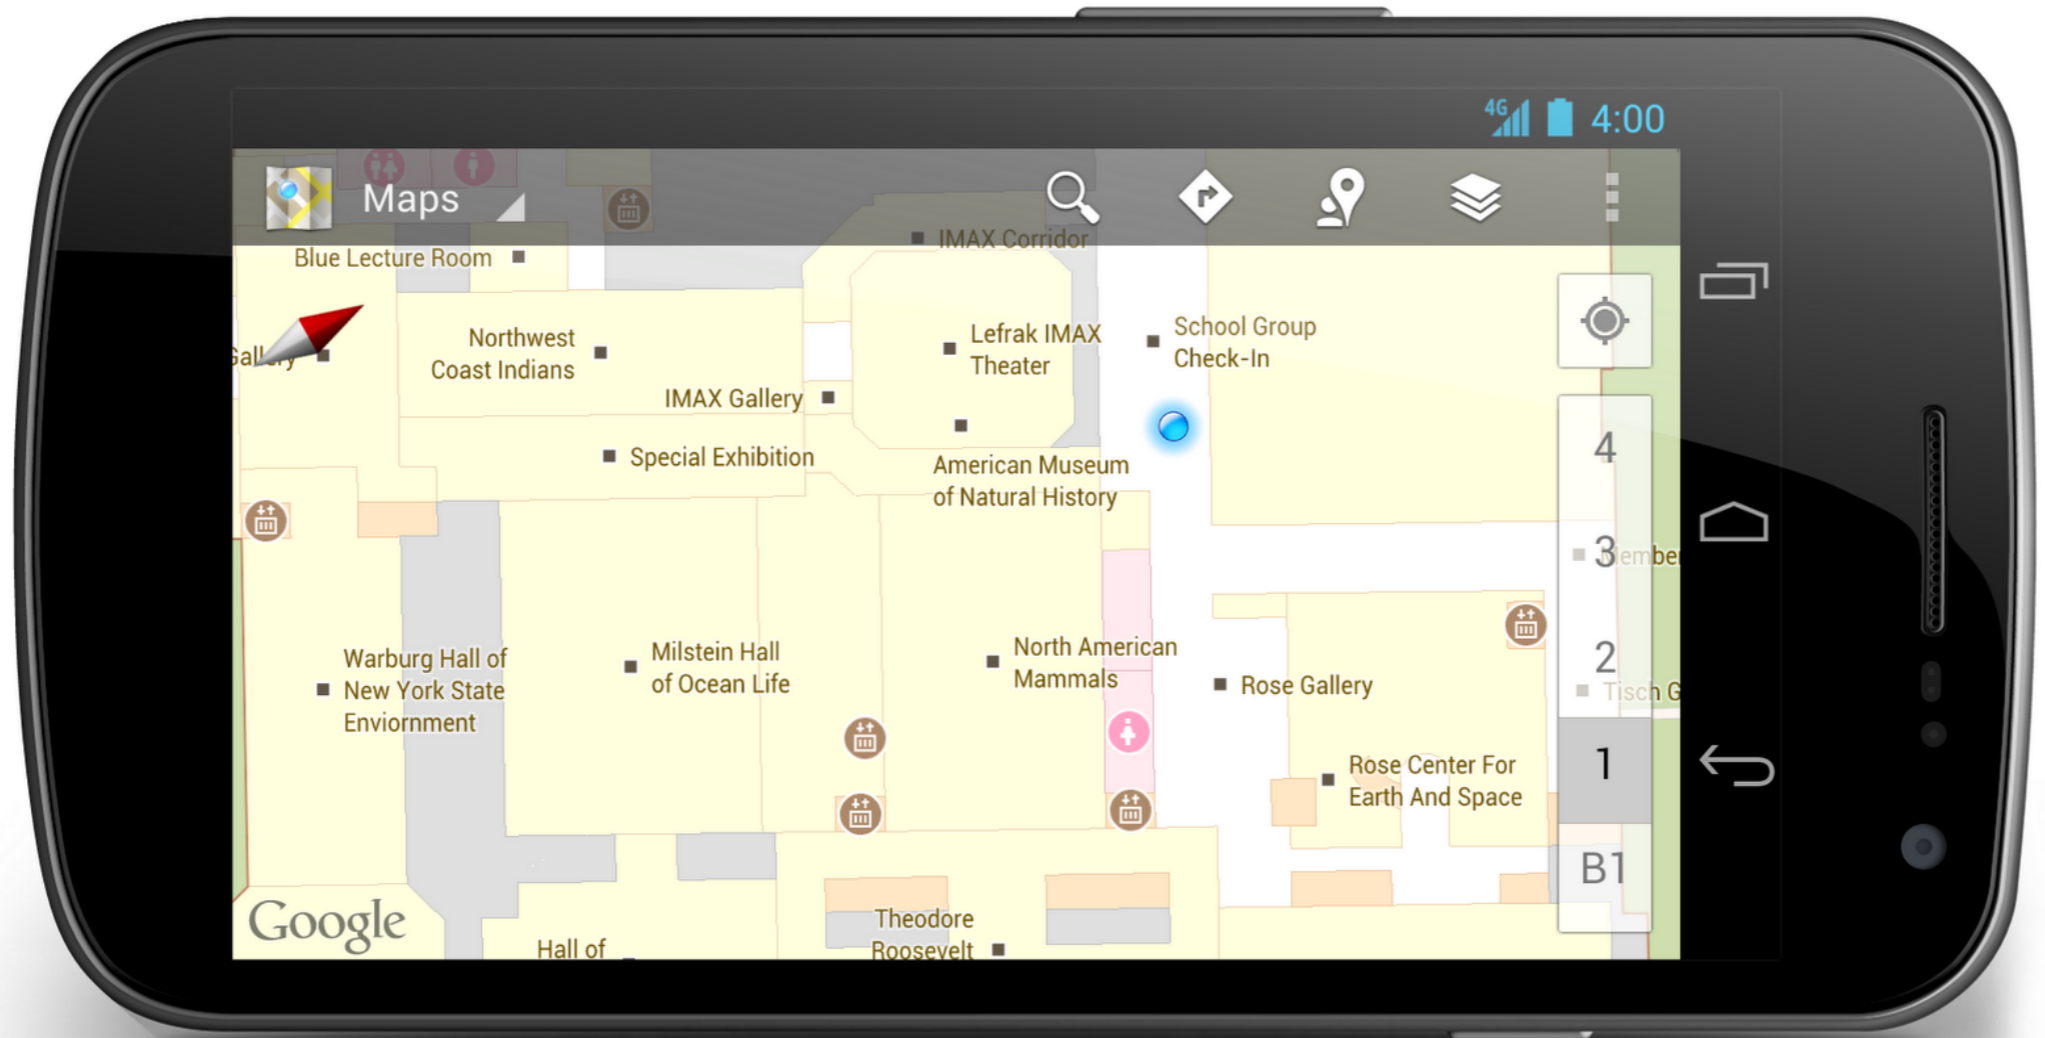 4G 4:00
Maps
IMAX Corridor
Blue Lecture Room
Northwest
Coast Indians
Gallery
Lefrak IMAX
Theater
School Group
Check-In
IMAX Gallery
Special Exhibition
American Museum
of Natural History
4
3
2
1
B1
Warburg Hall of
New York State
Enviornment
Milstein Hall
of Ocean Life
North American
Mammals
Rose Gallery
Tisch G
Rose Center For
Earth And Space
Google
Hall of
Theodore
Roosevelt